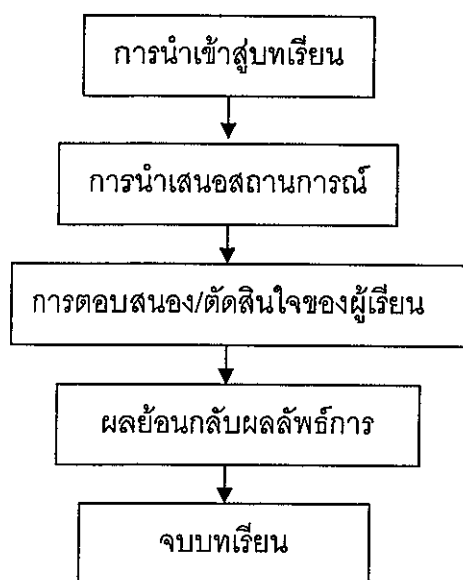 การนำเข้าสู่บทเรียน
การนำเสนอสถานการณ์
การตอบสนอง/ตัดสินใจของผู้เรียน
ผลย้อนกลับผลลัพธ์การ
จบบทเรียน